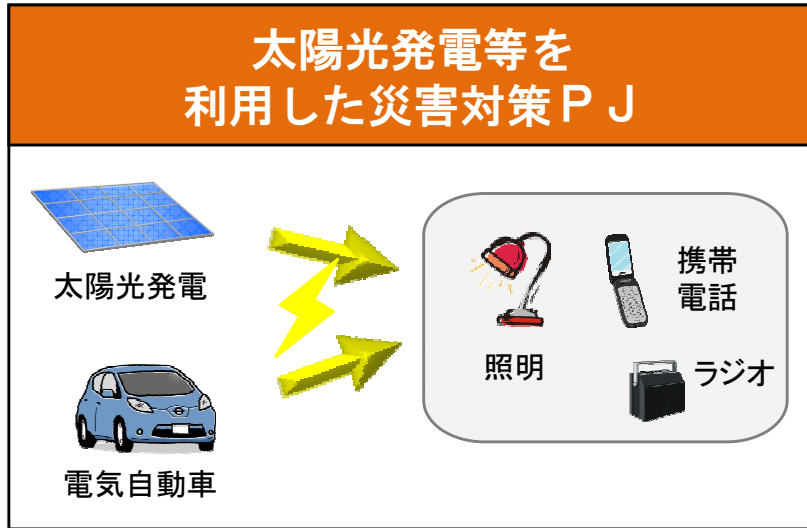 太陽光発電等を
利用した災害対策ＰＪ
太陽光発電
電気自動車
照明
携帯
電話
ラジオ